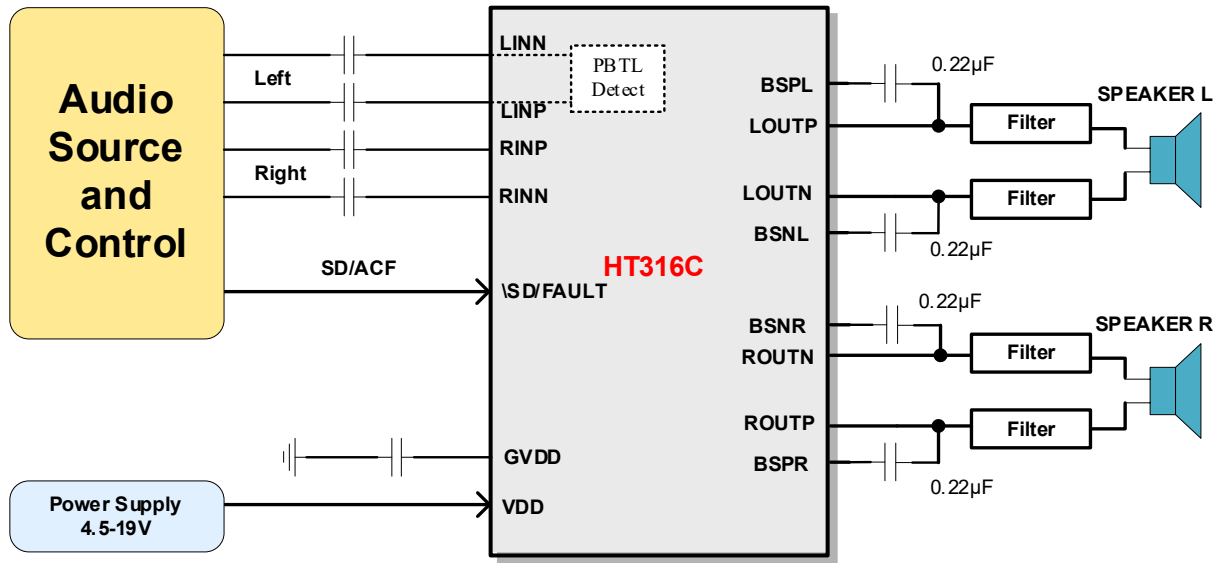 Audio
Source
and
Control
Left
Right
SD/ACF
Power Supply
4.5-19V
LINN
LINP
RINP
RINN
\SD/FAULT
GVDD
VDD
PBTL
Detect
HT316C
BSPL
LOUTP
LOUTN
BSNL
BSNR
ROUTN
ROUTP
BSPR
0.22µF
0.22µF
0.22µF
0.22µF
Filter
Filter
Filter
Filter
SPEAKER L
SPEAKER R